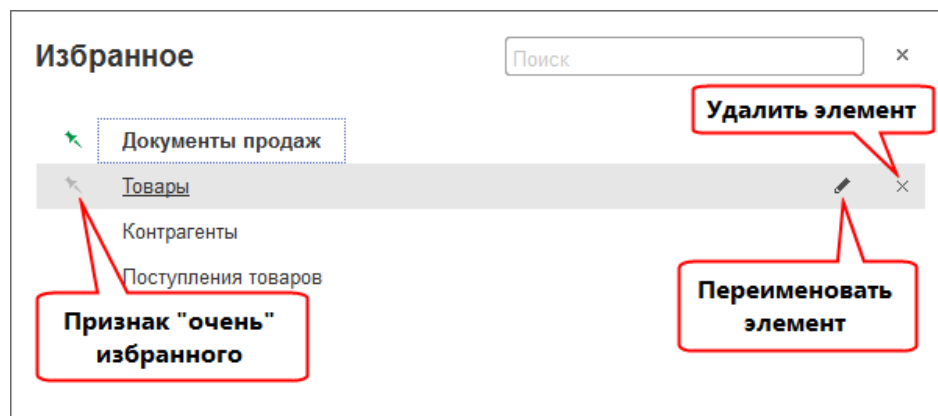 Избранное
Поиск
Удалить элемент
Документы продаж
Товары
Контрагенты
Поступления товаров
Переименовать
элемент
Признак "очень"
избранного